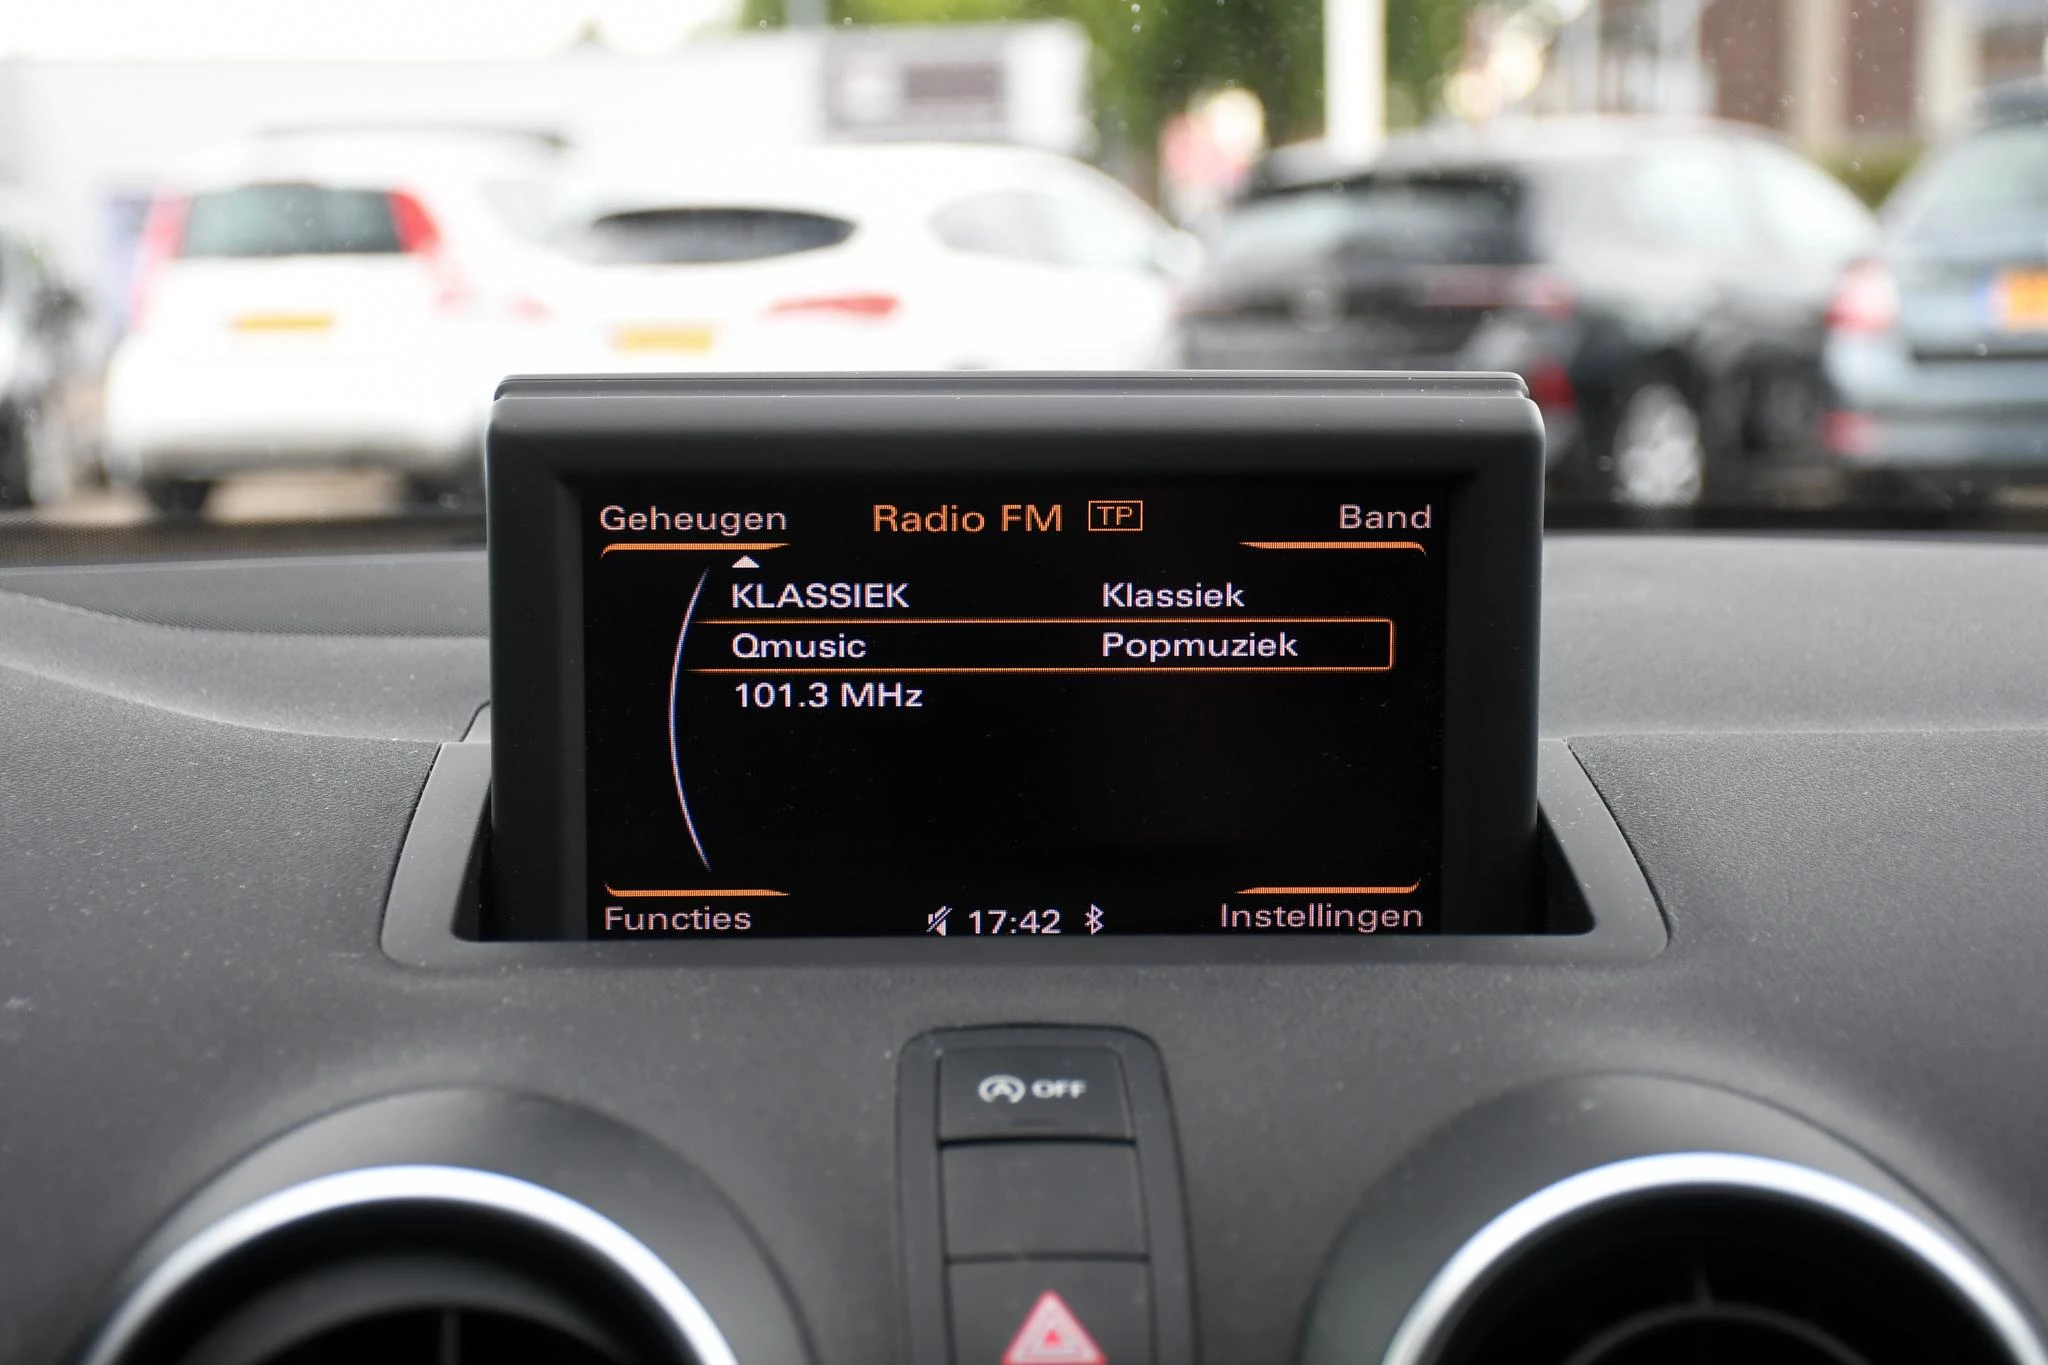 Geheugen Radio FM TP Band
KLASSIEK Klassiek
Qmusic Popmuziek
101.3 MHz
Functies 17:42 Instellingen
A OFF